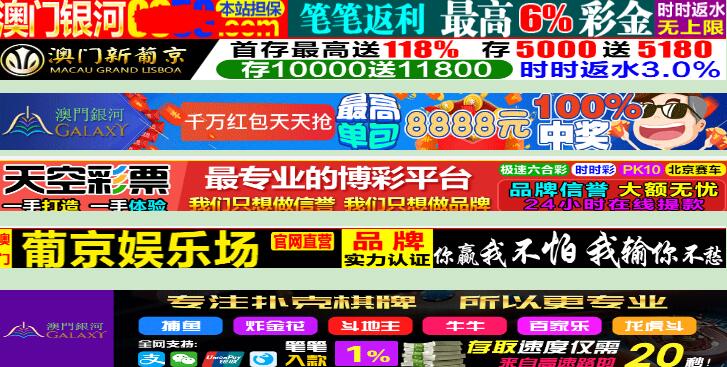 澳门银河 本站担保 笔笔返利 最高6%彩金 时时返水 无上限
澳门新葡京 MACAU GRAND LISBOA 首存最高送118% 存5000送5180
存10000送11800 时时返水3.0%
澳門銀河 GALAXY 千万红包天天抢 最高单包 8888元 100%中奖
天空彩票 最专业的博彩平台 极速六合彩 时时彩 PK10 北京赛车
一手打造 一手体验 我们只想做信誉 我们只想做品牌 品牌信誉 大额无忧
24小时在线提款
澳门 葡京娱乐场 官网直营 品牌 实力认证 你赢我不怕 我输你不愁
专注扑克棋牌 所以更专业
澳門銀河 GALAXY 捕鱼 炸金花 斗地主 牛牛 百家乐 龙虎斗
全网支持: UnionPay 银联 笔笔入款 1% 存取速度仅需 20秒!